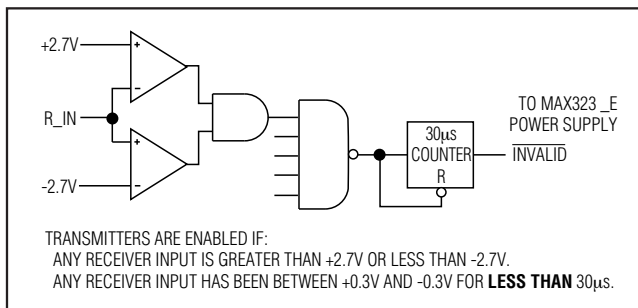 +2.7V
+
-
R_IN
+
-
-2.7V
30µs
COUNTER
R
TO MAX323 _E
POWER SUPPLY
INVALID
TRANSMITTERS ARE ENABLED IF:
ANY RECEIVER INPUT IS GREATER THAN +2.7V OR LESS THAN -2.7V.
ANY RECEIVER INPUT HAS BEEN BETWEEN +0.3V AND -0.3V FOR LESS THAN 30µs.